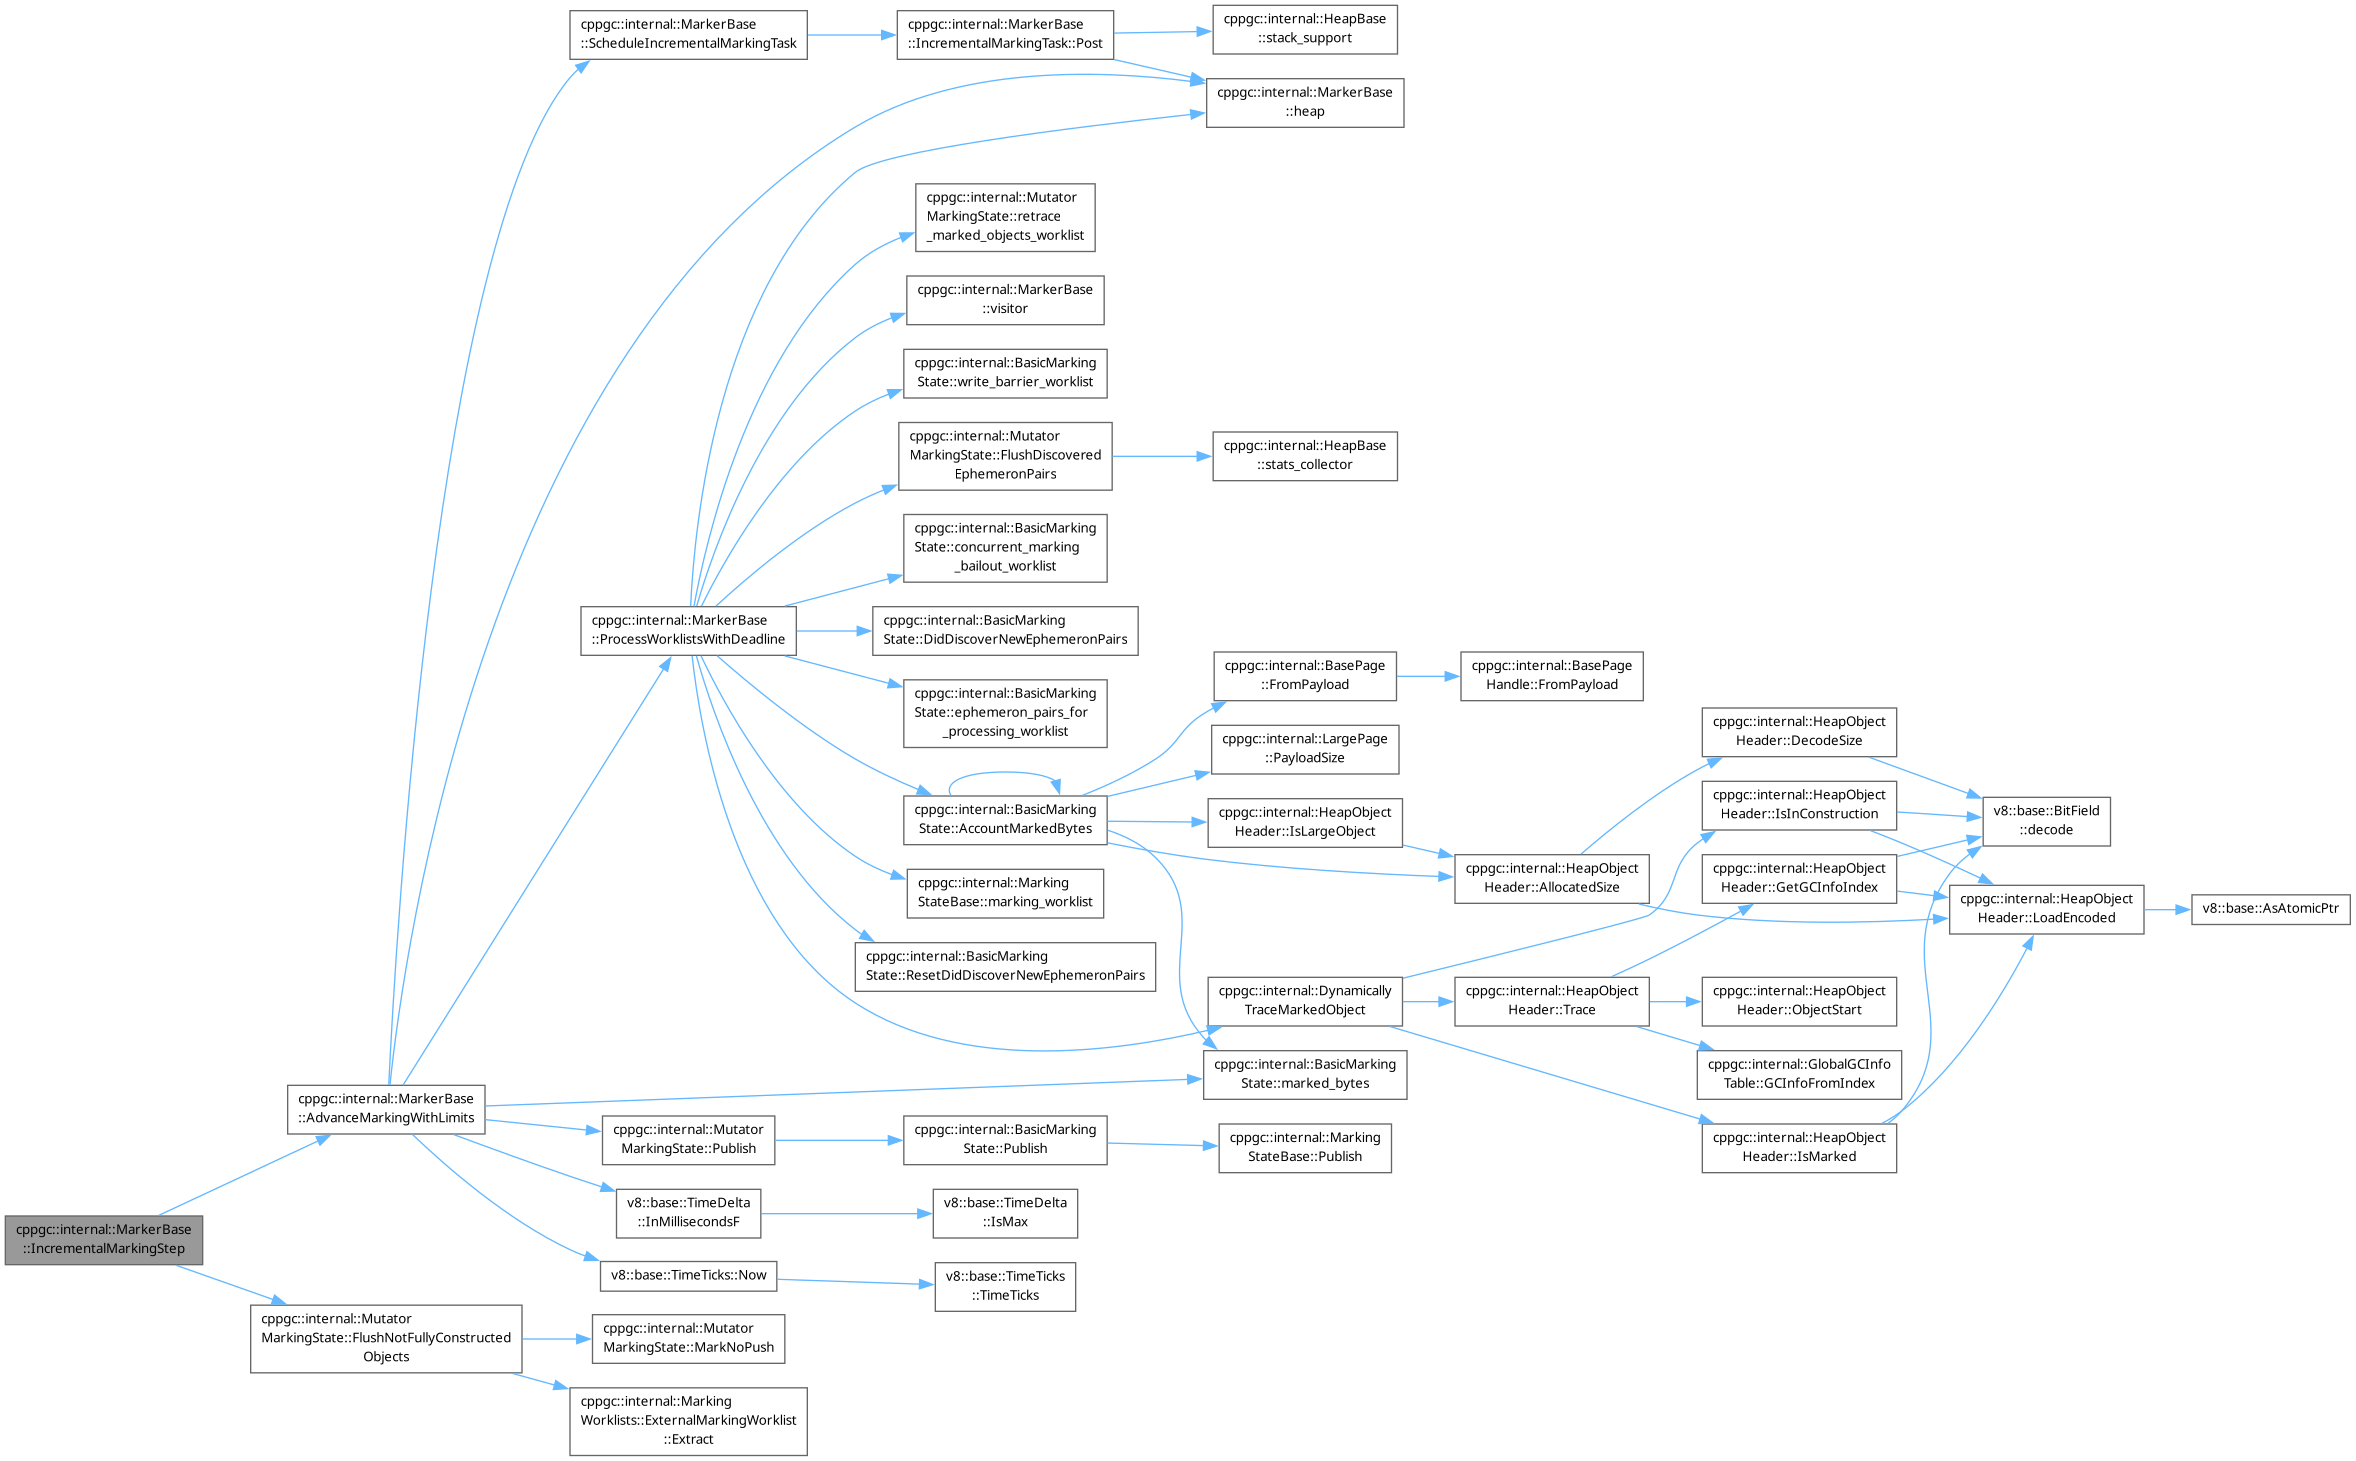 cppgc::internal::MarkerBase
::IncrementalMarkingStep
cppgc::internal::MarkerBase
::AdvanceMarkingWithLimits
cppgc::internal::Mutator
MarkingState::FlushNotFullyConstructed
Objects
cppgc::internal::MarkerBase
::ScheduleIncrementalMarkingTask
cppgc::internal::MarkerBase
::ProcessWorklistsWithDeadline
cppgc::internal::Mutator
MarkingState::Publish
v8::base::TimeDelta
::InMillisecondsF
v8::base::TimeTicks::Now
cppgc::internal::Mutator
MarkingState::MarkNoPush
cppgc::internal::Marking
Worklists::ExternalMarkingWorklist
::Extract
cppgc::internal::MarkerBase
::IncrementalMarkingTask::Post
cppgc::internal::Mutator
MarkingState::retrace
_marked_objects_worklist
cppgc::internal::MarkerBase
::visitor
cppgc::internal::BasicMarking
State::write_barrier_worklist
cppgc::internal::Mutator
MarkingState::FlushDiscovered
EphemeronPairs
cppgc::internal::BasicMarking
State::concurrent_marking
_bailout_worklist
cppgc::internal::BasicMarking
State::DidDiscoverNewEphemeronPairs
cppgc::internal::BasicMarking
State::ephemeron_pairs_for
_processing_worklist
cppgc::internal::BasicMarking
State::AccountMarkedBytes
cppgc::internal::Marking
StateBase::marking_worklist
cppgc::internal::BasicMarking
State::ResetDidDiscoverNewEphemeronPairs
cppgc::internal::BasicMarking
State::Publish
v8::base::TimeDelta
::IsMax
v8::base::TimeTicks
::TimeTicks
cppgc::internal::HeapBase
::stack_support
cppgc::internal::MarkerBase
::heap
cppgc::internal::HeapBase
::stats_collector
cppgc::internal::BasePage
::FromPayload
cppgc::internal::LargePage
::PayloadSize
cppgc::internal::HeapObject
Header::IsLargeObject
cppgc::internal::Dynamically
TraceMarkedObject
cppgc::internal::BasicMarking
State::marked_bytes
cppgc::internal::Marking
StateBase::Publish
cppgc::internal::BasePage
Handle::FromPayload
cppgc::internal::HeapObject
Header::AllocatedSize
cppgc::internal::HeapObject
Header::Trace
cppgc::internal::HeapObject
Header::DecodeSize
cppgc::internal::HeapObject
Header::IsInConstruction
cppgc::internal::HeapObject
Header::GetGCInfoIndex
cppgc::internal::HeapObject
Header::ObjectStart
cppgc::internal::GlobalGCInfo
Table::GCInfoFromIndex
cppgc::internal::HeapObject
Header::IsMarked
v8::base::BitField
::decode
cppgc::internal::HeapObject
Header::LoadEncoded
v8::base::AsAtomicPtr